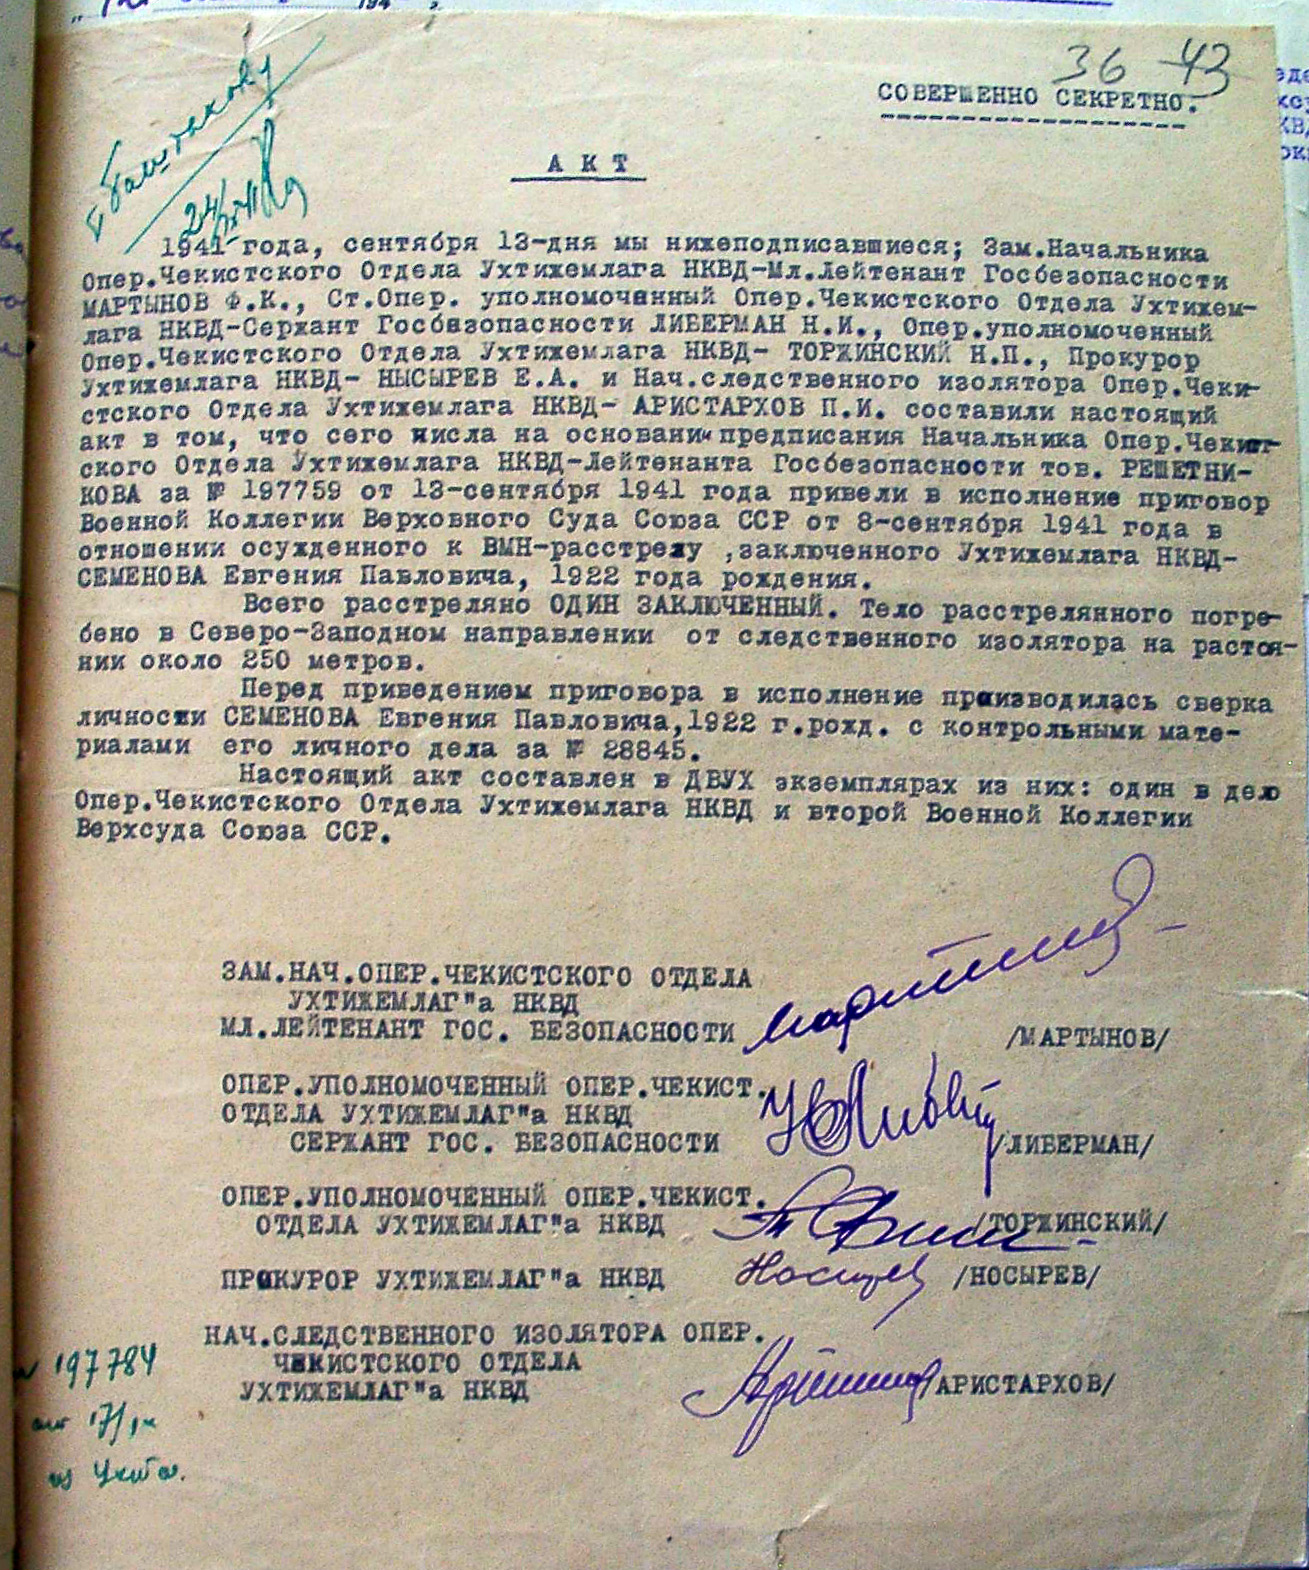 36 43
СОВЕРШЕННО СЕКРЕТНО.
А К Т
1941 года, сентября 13-дня мы нижеподписавшиеся; Зам.Начальника
Опер.Чекистского Отдела Ухтижемлага НКВД-Мл.Лейтенант Госбезопасности
МАРТЫНОВ Ф.К., Ст.Опер. уполномоченный Опер.Чекистского Отдела Ухтижем-
лага НКВД-Сержант Госбезопасности ЛИБЕРМАН Н.И., Опер.уполномоченный
Опер.Чекистского Отдела Ухтижемлага НКВД- ТОРЖИНСКИЙ Н.П., Прокурор
Ухтижемлага НКВД- НЫСЫРЕВ Е.А. и Нач.следственного изолятора Опер.Чеки-
стского Отдела Ухтижемлага НКВД- АРИСТАРХОВ П.И. составили настоящий
акт в том, что сего числа на основани и предписания Начальника Опер.Чекист-
ского Отдела Ухтижемлага НКВД-Лейтенанта Госбезопасности тов. РЕШЕТНИ-
КОВА за № 197759 от 13-сентября 1941 года привели в исполнение приговор
Военной Коллегии Верховного Суда Союза ССР от 8-сентября 1941 года в
отношении осужденного к ВМН-расстрелу ,заключенного Ухтижемлага НКВД-
СЕМЕНОВА Евгения Павловича, 1922 года рождения.
Всего расстреляно ОДИН ЗАКЛЮЧЕННЫЙ. Тело расстрелянного погре-
бено в Северо-Заподном направлении от следственного изолятора на растоя-
нии около 250 метров.
Перед приведением приговора в исполнение производилась сверка
личности СЕМЕНОВА Евгения Павловича,1922 г.рожд. с контрольными мате-
риалами его личного дела за № 28845.
Настоящий акт составлен в ДВУХ экземплярах из них: один в дело
Опер.Чекистского Отдела Ухтижемлага НКВД и второй Военной Коллегии
Верхсуда Союза ССР.
ЗАМ.НАЧ.ОПЕР.ЧЕКИСТСКОГО ОТДЕЛА
УХТИЖЕМЛАГ"а НКВД
МЛ.ЛЕЙТЕНАНТ ГОС. БЕЗОПАСНОСТИ /МАРТЫНОВ/
ОПЕР.УПОЛНОМОЧЕННЫЙ ОПЕР.ЧЕКИСТ.
ОТДЕЛА УХТИЖЕМЛАГ"а НКВД
СЕРЖАНТ ГОС. БЕЗОПАСНОСТИ /ЛИБЕРМАН/
ОПЕР.УПОЛНОМОЧЕННЫЙ ОПЕР.ЧЕКИСТ.
ОТДЕЛА УХТИЖЕМЛАГ"а НКВД /ТОРЖИНСКИЙ/
ПРОКУРОР УХТИЖЕМЛАГ"а НКВД Носырев /НОСЫРЕВ/
НАЧ.СЛЕДСТВЕННОГО ИЗОЛЯТОРА ОПЕР.
ЧЕКИСТСКОГО ОТДЕЛА
УХТИЖЕМЛАГ"а НКВД /АРИСТАРХОВ/
197784
из Ухты.